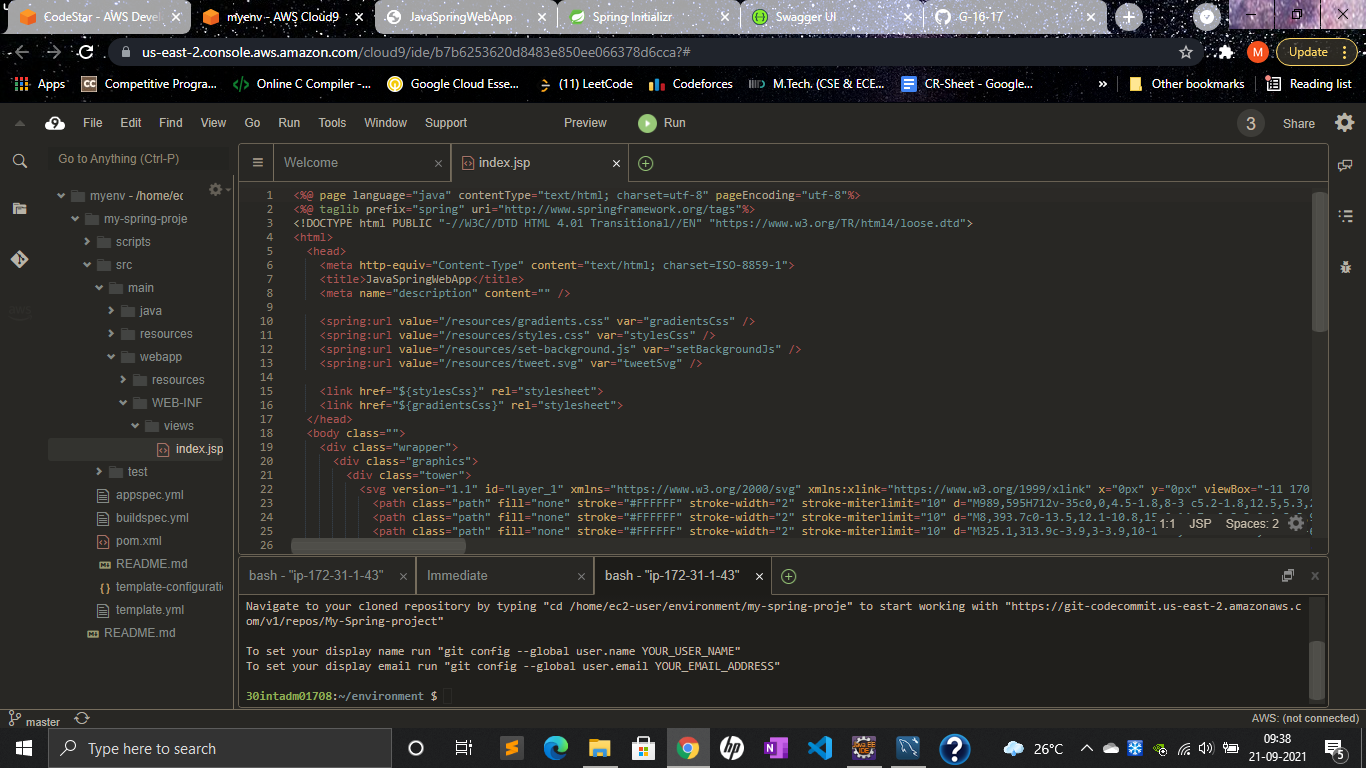 CodeStar - AWS Devel
myenv - AWS Cloud9
JavaSpringWebApp
Spring Initializr
Swagger UI
G-16-17
us-east-2.console.aws.amazon.com/cloud9/ide/b7b6253620d8483e850ee066378d6cca?#
M
Update
Apps
CC
Competitive Progra...
Online C Compiler -...
Google Cloud Esse...
(11) LeetCode
Codeforces
M.Tech. (CSE & ECE...
CR-Sheet - Google...
»
Other bookmarks
Reading list
9
File Edit Find View Go Run Tools Window Support
Preview
Run
3
Share
Go to Anything (Ctrl-P)
myenv - /home/ec
my-spring-proje
scripts
src
main
java
resources
webapp
resources
WEB-INF
views
index.jsp
test
appspec.yml
buildspec.yml
pom.xml
README.md
template-configurati
template.yml
README.md
Welcome
index.jsp
1 <%@ page language="java" contentType="text/html; charset=utf-8" pageEncoding="utf-8"%>
2 <%@ taglib prefix="spring" uri="http://www.springframework.org/tags"%>
3 <!DOCTYPE html PUBLIC "-//W3C//DTD HTML 4.01 Transitional//EN" "https://www.w3.org/TR/html4/loose.dtd">
4 <html>
5 <head>
6 <meta http-equiv="Content-Type" content="text/html; charset=ISO-8859-1">
7 <title>JavaSpringWebApp</title>
8 <meta name="description" content="" />
9
10 <spring:url value="/resources/gradients.css" var="gradientsCss" />
11 <spring:url value="/resources/styles.css" var="stylesCss" />
12 <spring:url value="/resources/set-background.js" var="setBackgroundJs" />
13 <spring:url value="/resources/tweet.svg" var="tweetSvg" />
14
15 <link href="${stylesCss}" rel="stylesheet">
16 <link href="${gradientsCss}" rel="stylesheet">
17 </head>
18 <body class="">
19 <div class="wrapper">
20 <div class="graphics">
21 <div class="tower">
22 <svg version="1.1" id="Layer_1" xmlns="https://www.w3.org/2000/svg" xmlns:xlink="https://www.w3.org/1999/xlink" x="0px" y="0px" viewBox="-11 170
23 <path class="path" fill="none" stroke="#FFFFFF" stroke-width="2" stroke-miterlimit="10" d="M989,595H712v-35c0,0,4.5-1.8,8-3 c5.2-1.8,12.5,5.3,
24 <path class="path" fill="none" stroke="#FFFFFF" stroke-width="2" stroke-miterlimit="10" d="M8,393.7c0-13.5,12.1-10.8,15
25 <path class="path" fill="none" stroke="#FFFFFF" stroke-width="2" stroke-miterlimit="10" d="M325.1,313.9c-3.9,3-3.9,10-1
26
1:1 JSP Spaces: 2
bash - "ip-172-31-1-43"
Immediate
bash - "ip-172-31-1-43"
Navigate to your cloned repository by typing "cd /home/ec2-user/environment/my-spring-proje" to start working with "https://git-codecommit.us-east-2.amazonaws.c
om/v1/repos/My-Spring-project"
To set your display name run "git config --global user.name YOUR_USER_NAME"
To set your display email run "git config --global user.email YOUR_EMAIL_ADDRESS"
30intadm01708:~/environment $
master
AWS: (not connected)
Type here to search
26°C
09:38
21-09-2021
5